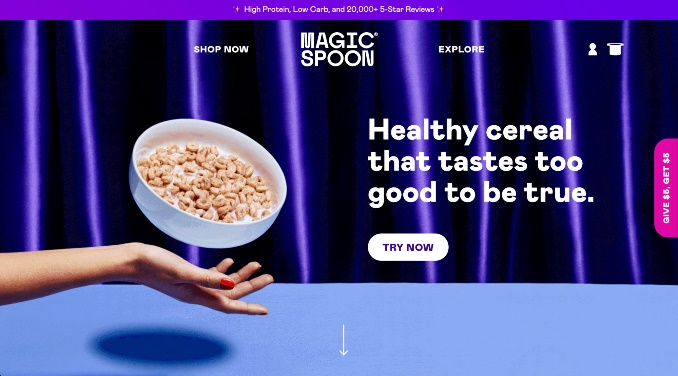 ✨ High Protein, Low Carb, and 20,000+ 5-Star Reviews ✨
SHOP NOW
MAGIC
SPOON®
EXPLORE
Healthy cereal
that tastes too
good to be true.
TRY NOW
GIVE $5, GET $5